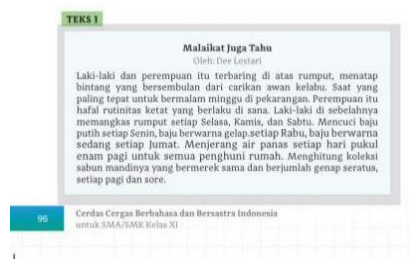 TEKS 1
Malaikat Juga Tahu
Oleh: Dee Lestari
Laki-laki dan perempuan itu terbaring di atas rumput, menatap
bintang yang bersembulan dari carikan awan kelabu. Saat yang
paling tepat untuk bermalam minggu di pekarangan. Perempuan itu
hafal rutinitas ketat yang berlaku di sana. Laki-laki di sebelahnya
memangkas rumput setiap Selasa, Kamis, dan Sabtu. Mencuci baju
putih setiap Senin, baju berwarna gelap.setiap Rabu, baju berwarna
sedang setiap Jumat. Menjerang air panas setiap hari pukul
enam pagi untuk semua penghuni rumah. Menghitung koleksi
sabun mandinya yang bermerek sama dan berjumlah genap seratus,
setiap pagi dan sore.
96
Cerdas Cergas Berbahasa dan Bersastra Indonesia
untuk SMA/SMK Kelas XI